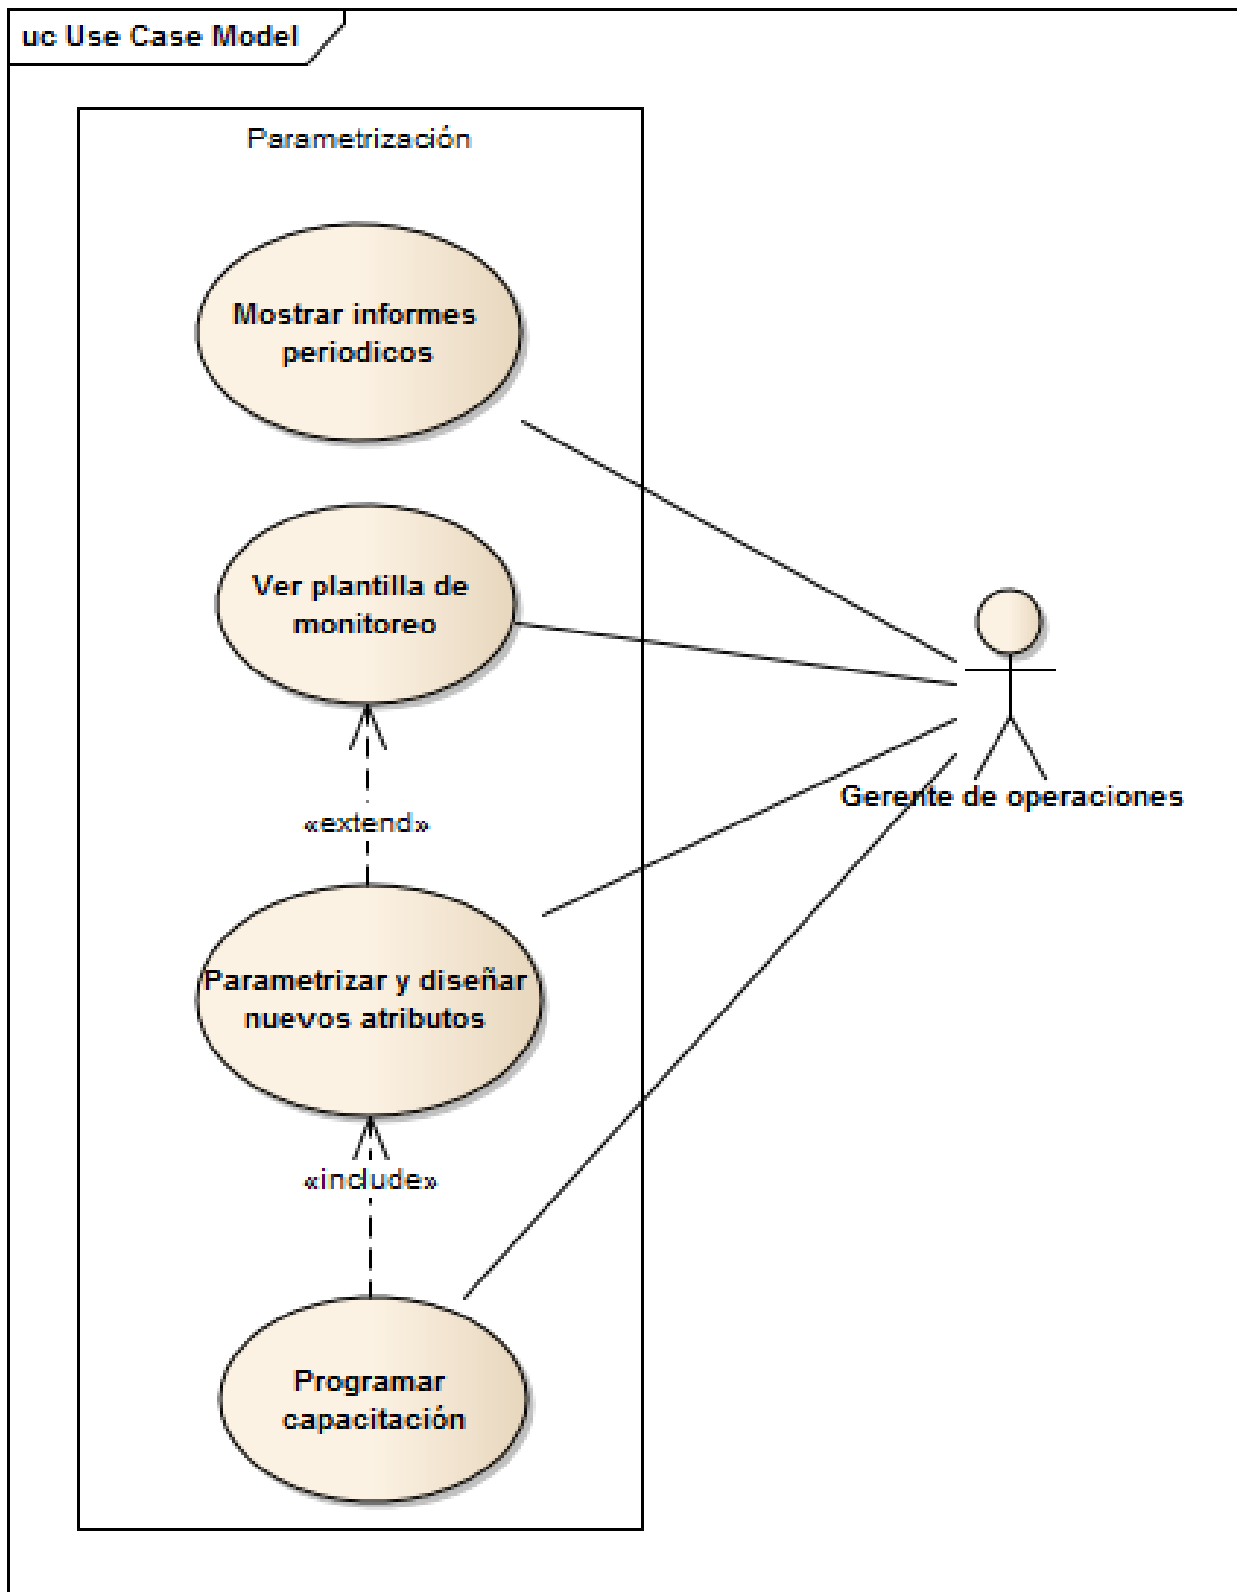 uc Use Case Model
Parametrización
Mostrar informes
periodicos
Ver plantilla de
monitoreo
Gerente de operaciones
«extend»
Parametrizar y diseñar
nuevos atributos
«include»
Programar
capacitación